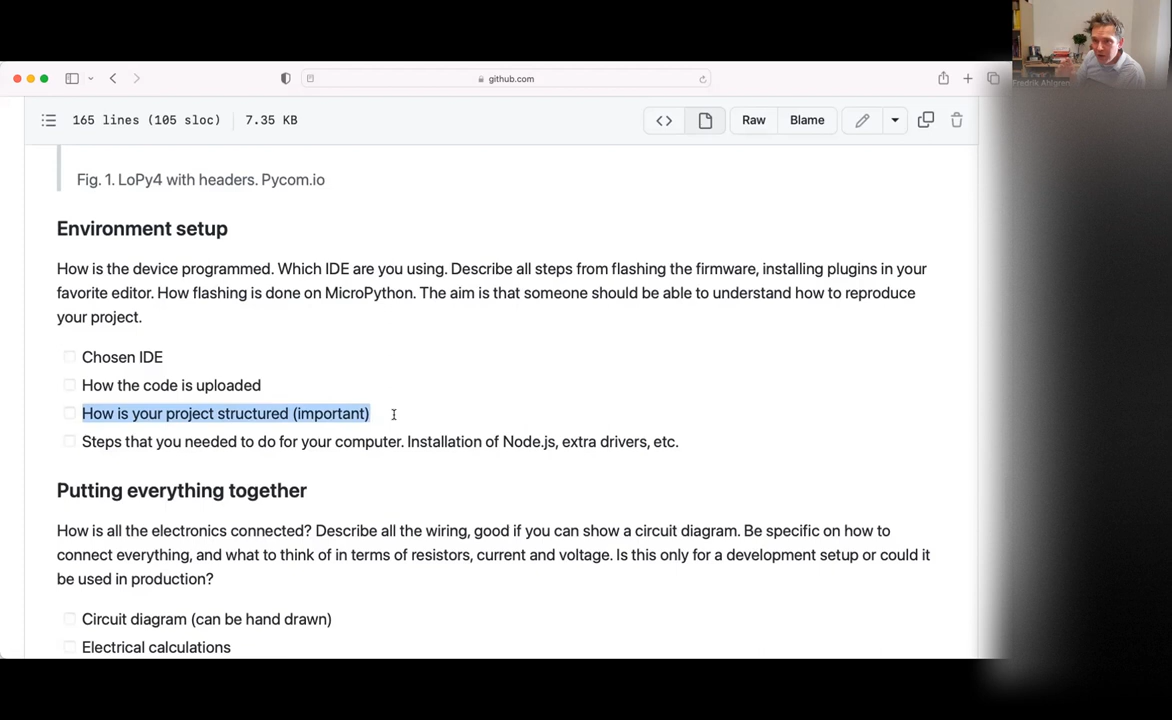 github.com
165 lines (105 sloc)
7.35 KB
Raw
Blame
Fredrik Ahlgren
Fig. 1. LoPy4 with headers. Pycom.io
Environment setup
How is the device programmed. Which IDE are you using. Describe all steps from flashing the firmware, installing plugins in your
favorite editor. How flashing is done on MicroPython. The aim is that someone should be able to understand how to reproduce
your project.
Chosen IDE
How the code is uploaded
How is your project structured (important)
Steps that you needed to do for your computer. Installation of Node.js, extra drivers, etc.
Putting everything together
How is all the electronics connected? Describe all the wiring, good if you can show a circuit diagram. Be specific on how to
connect everything, and what to think of in terms of resistors, current and voltage. Is this only for a development setup or could it
be used in production?
Circuit diagram (can be hand drawn)
Electrical calculations